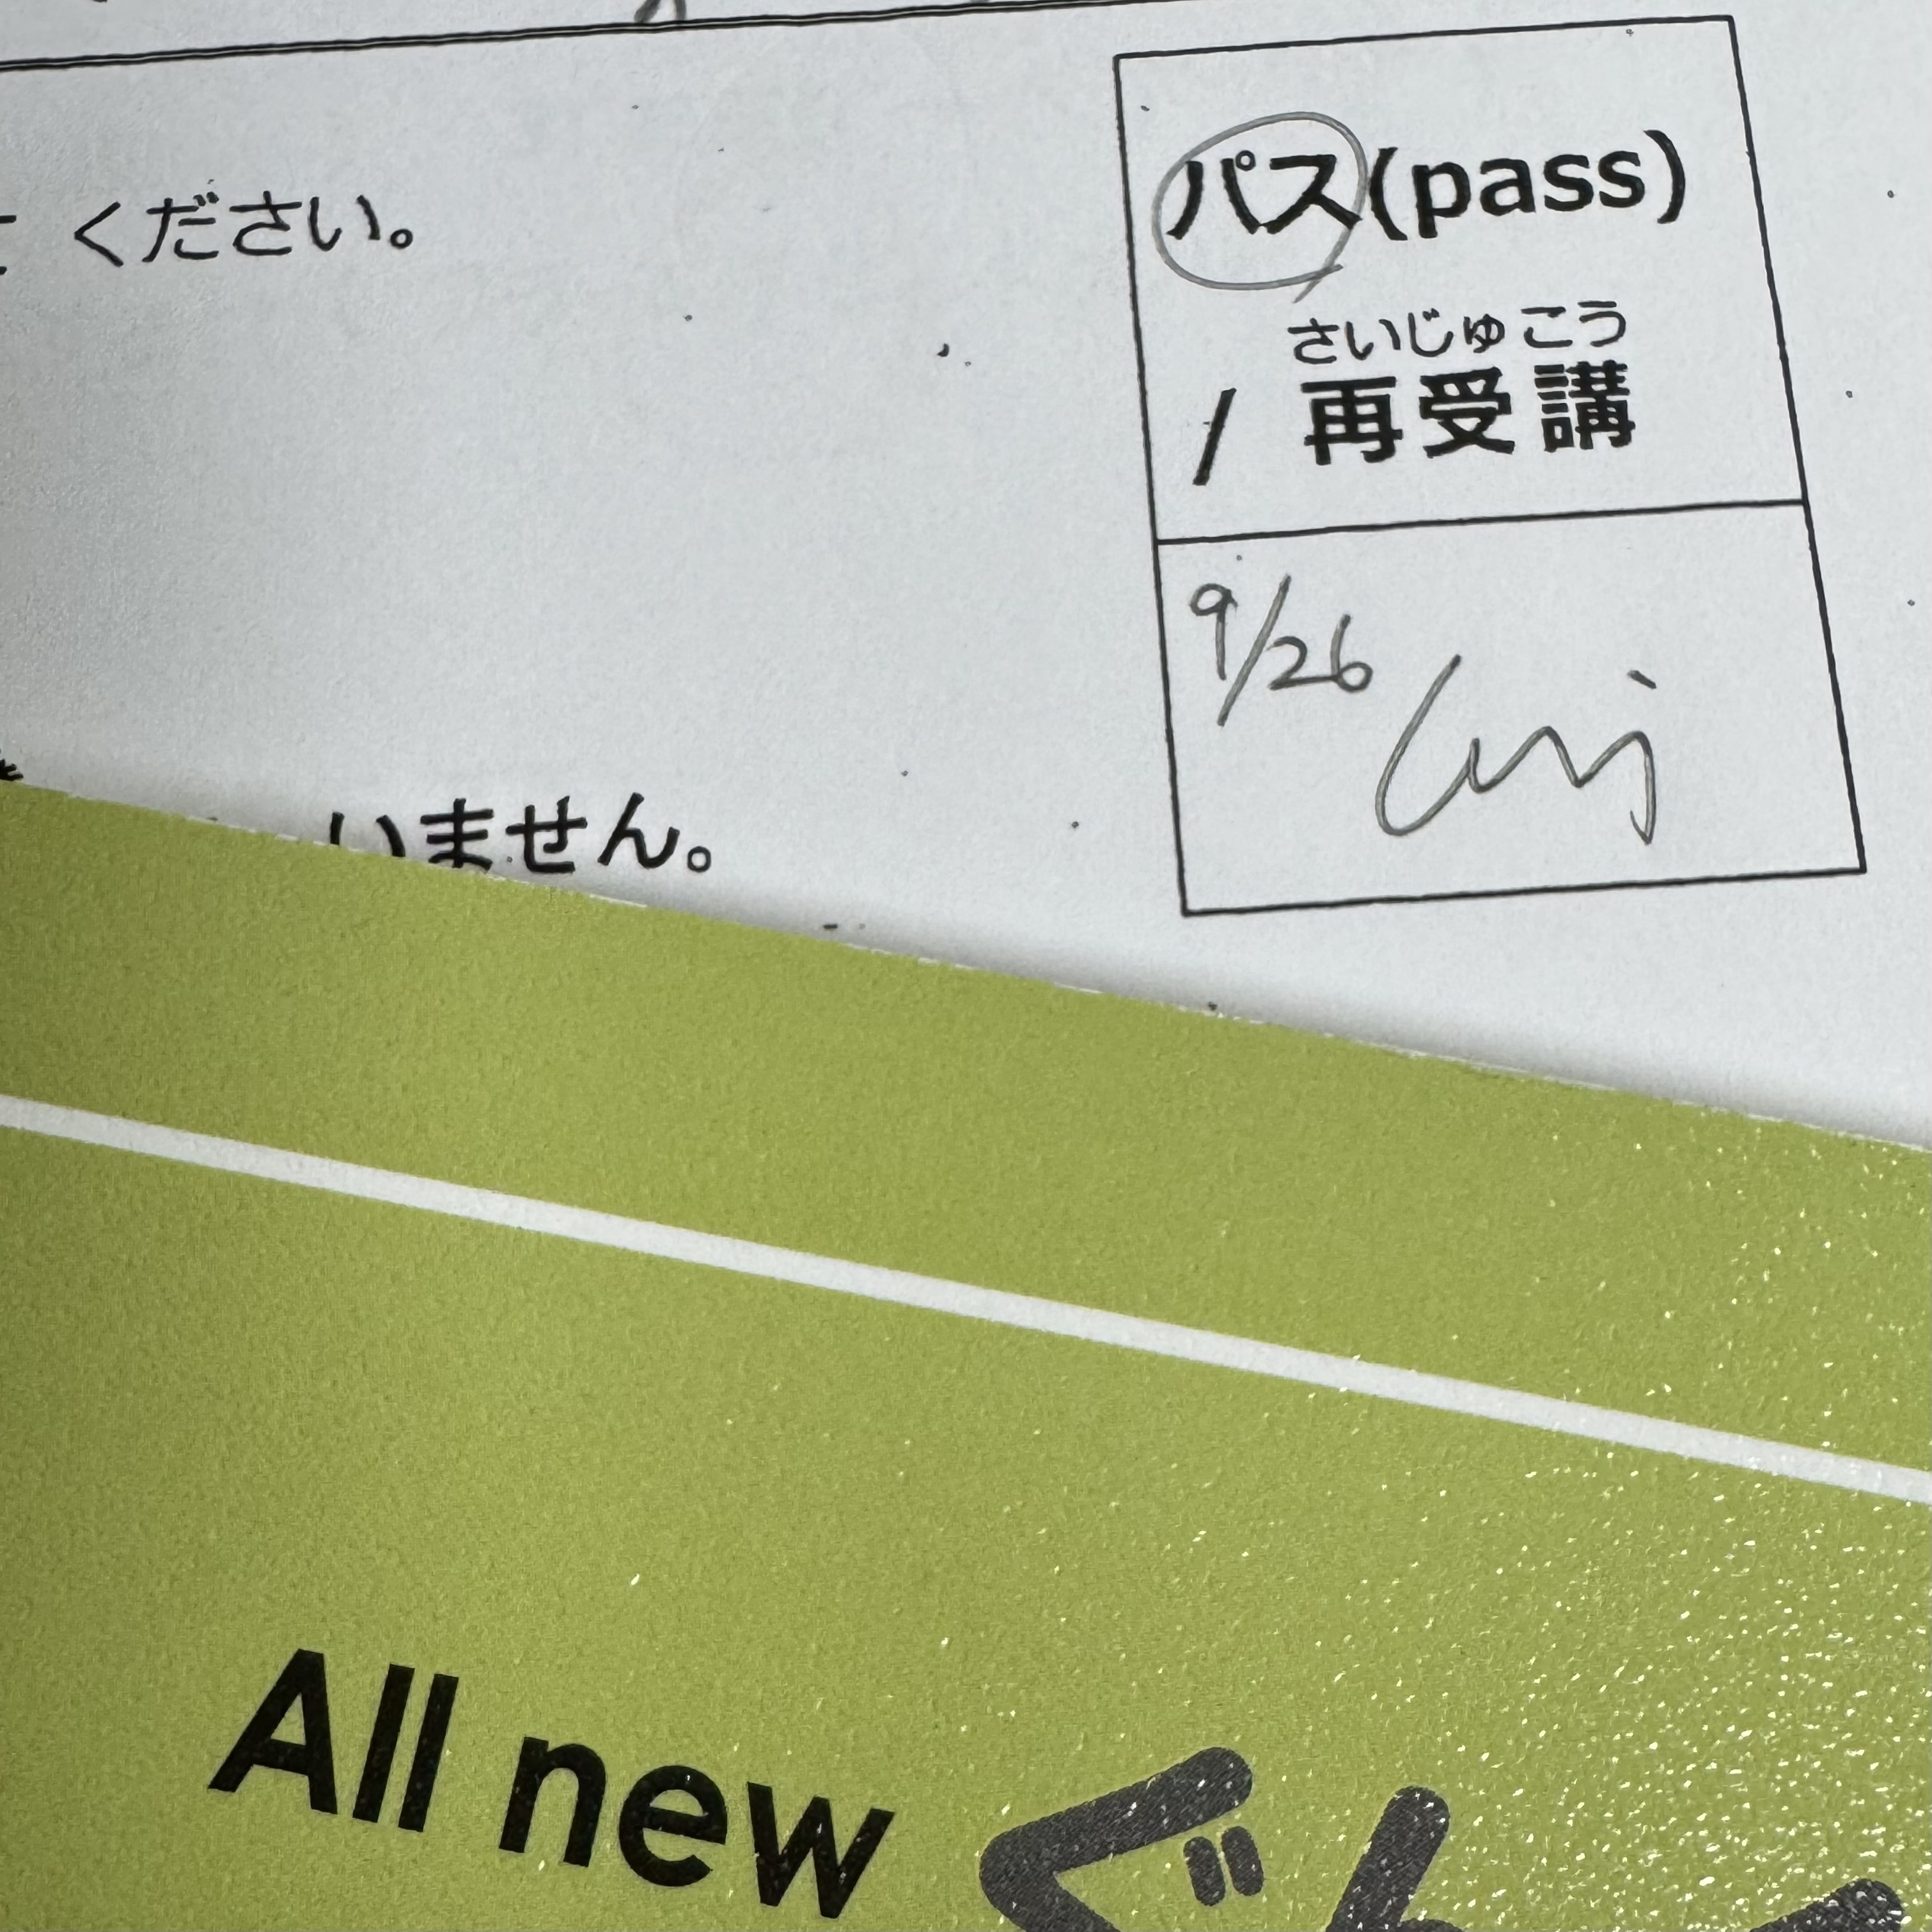 ください。
パス(pass)
さいじゅこう
/ 再受講
9/26
いません。
All new